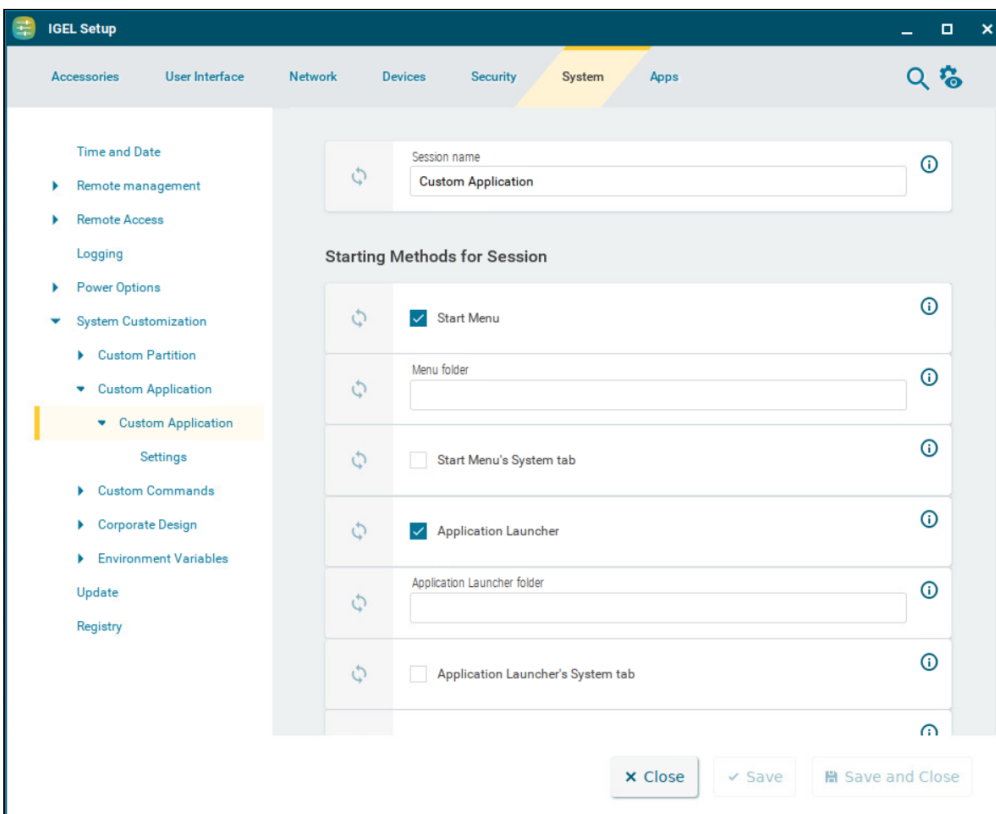 IGEL Setup
Accessories
User Interface
Network
Devices
Security
System
Apps
Time and Date
Remote management
Remote Access
Logging
Power Options
System Customization
Custom Partition
Custom Application
Custom Application
Settings
Custom Commands
Corporate Design
Environment Variables
Update
Registry
Session name
Custom Application
Starting Methods for Session
Start Menu
Menu folder
Start Menu's System tab
Application Launcher
Application Launcher folder
Application Launcher's System tab
Close
Save
Save and Close